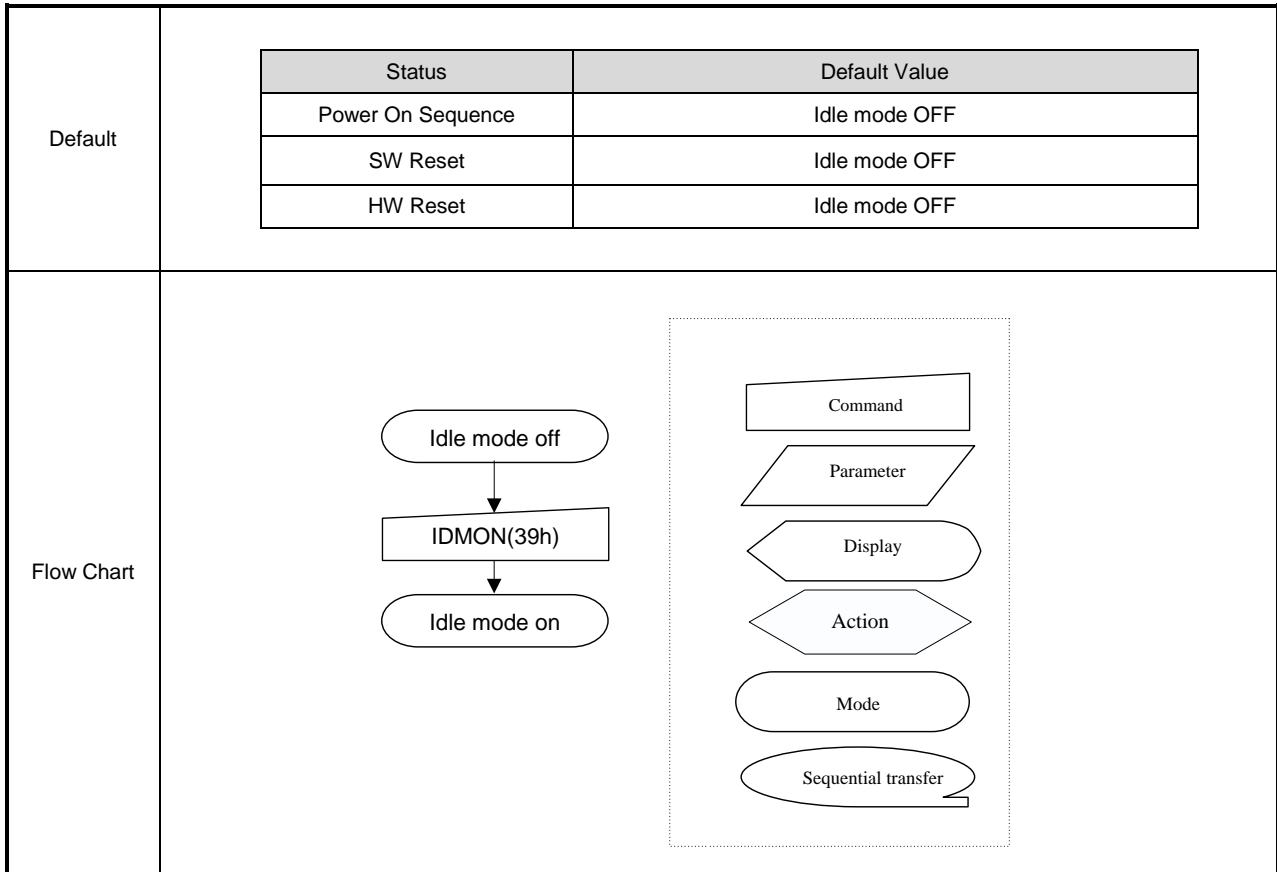 Default
Status Default Value
Power On Sequence Idle mode OFF
SW Reset Idle mode OFF
HW Reset Idle mode OFF
Flow Chart
Idle mode off
IDMON(39h)
Idle mode on
Command
Parameter
Display
Action
Mode
Sequential transfer